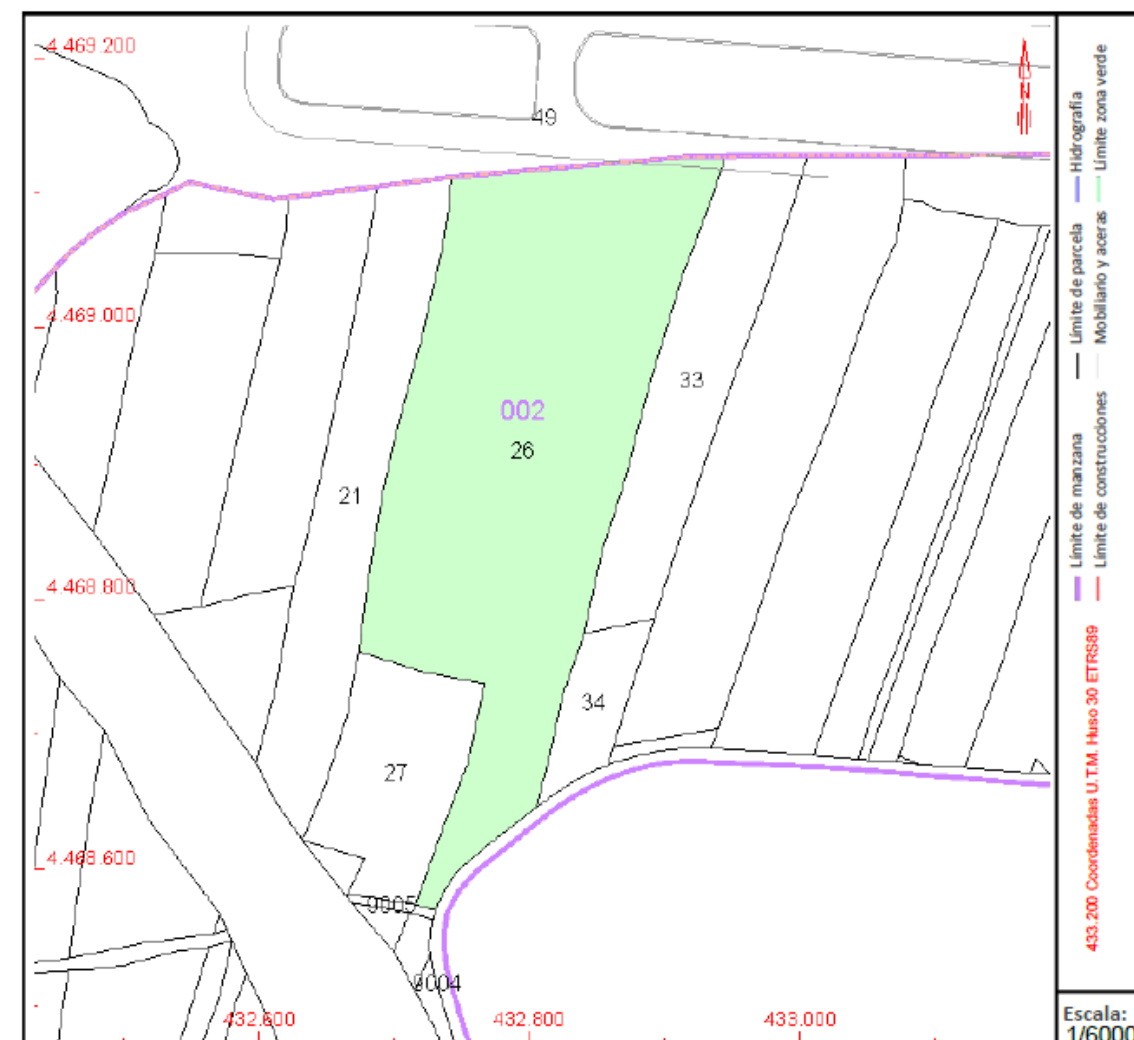 4.469.200
49
4.469.000
33
002
26
21
4.468.800
34
27
4.468.600
0005
0004
432.600
432.800
433.000
Hidrografía
Límite zona verde
Límite de parcela
Mobiliario y aceras
Límite de manzana
Límite de construcciones
433.200 Coordenadas U.T.M. Huso 30 ETRS89
Escala:
1/6000